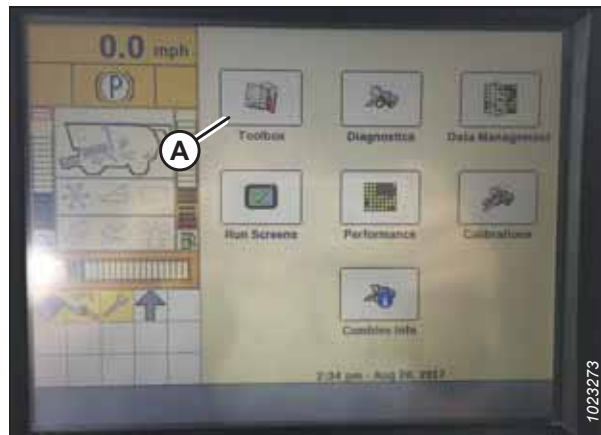 0.0 mph
(P)
A
Toolbox
Diagnostics
Data Management
Run Screens
Performance
Calibrations
Combine Info
2:34 pm - Aug 24, 2017
1023273